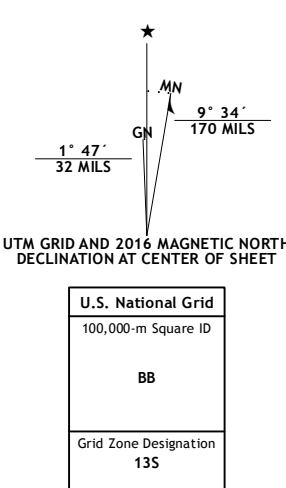 ★
MN
GN
9° 34´
170 MILS
1° 47´
32 MILS
UTM GRID AND 2016 MAGNETIC NORTH
DECLINATION AT CENTER OF SHEET
U.S. National Grid
100,000-m Square ID
BB
Grid Zone Designation
13S